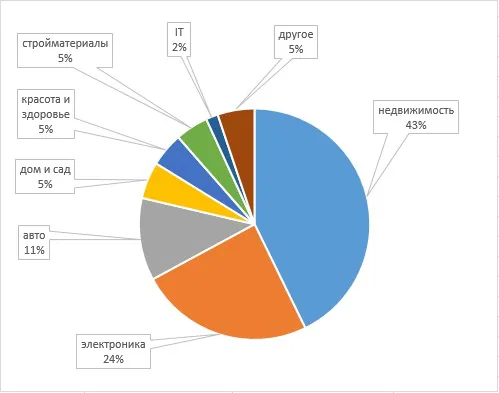 IT
2%
другое
5%
стройматериалы
5%
красота и
здоровье
5%
недвижимость
43%
дом и сад
5%
авто
11%
электроника
24%